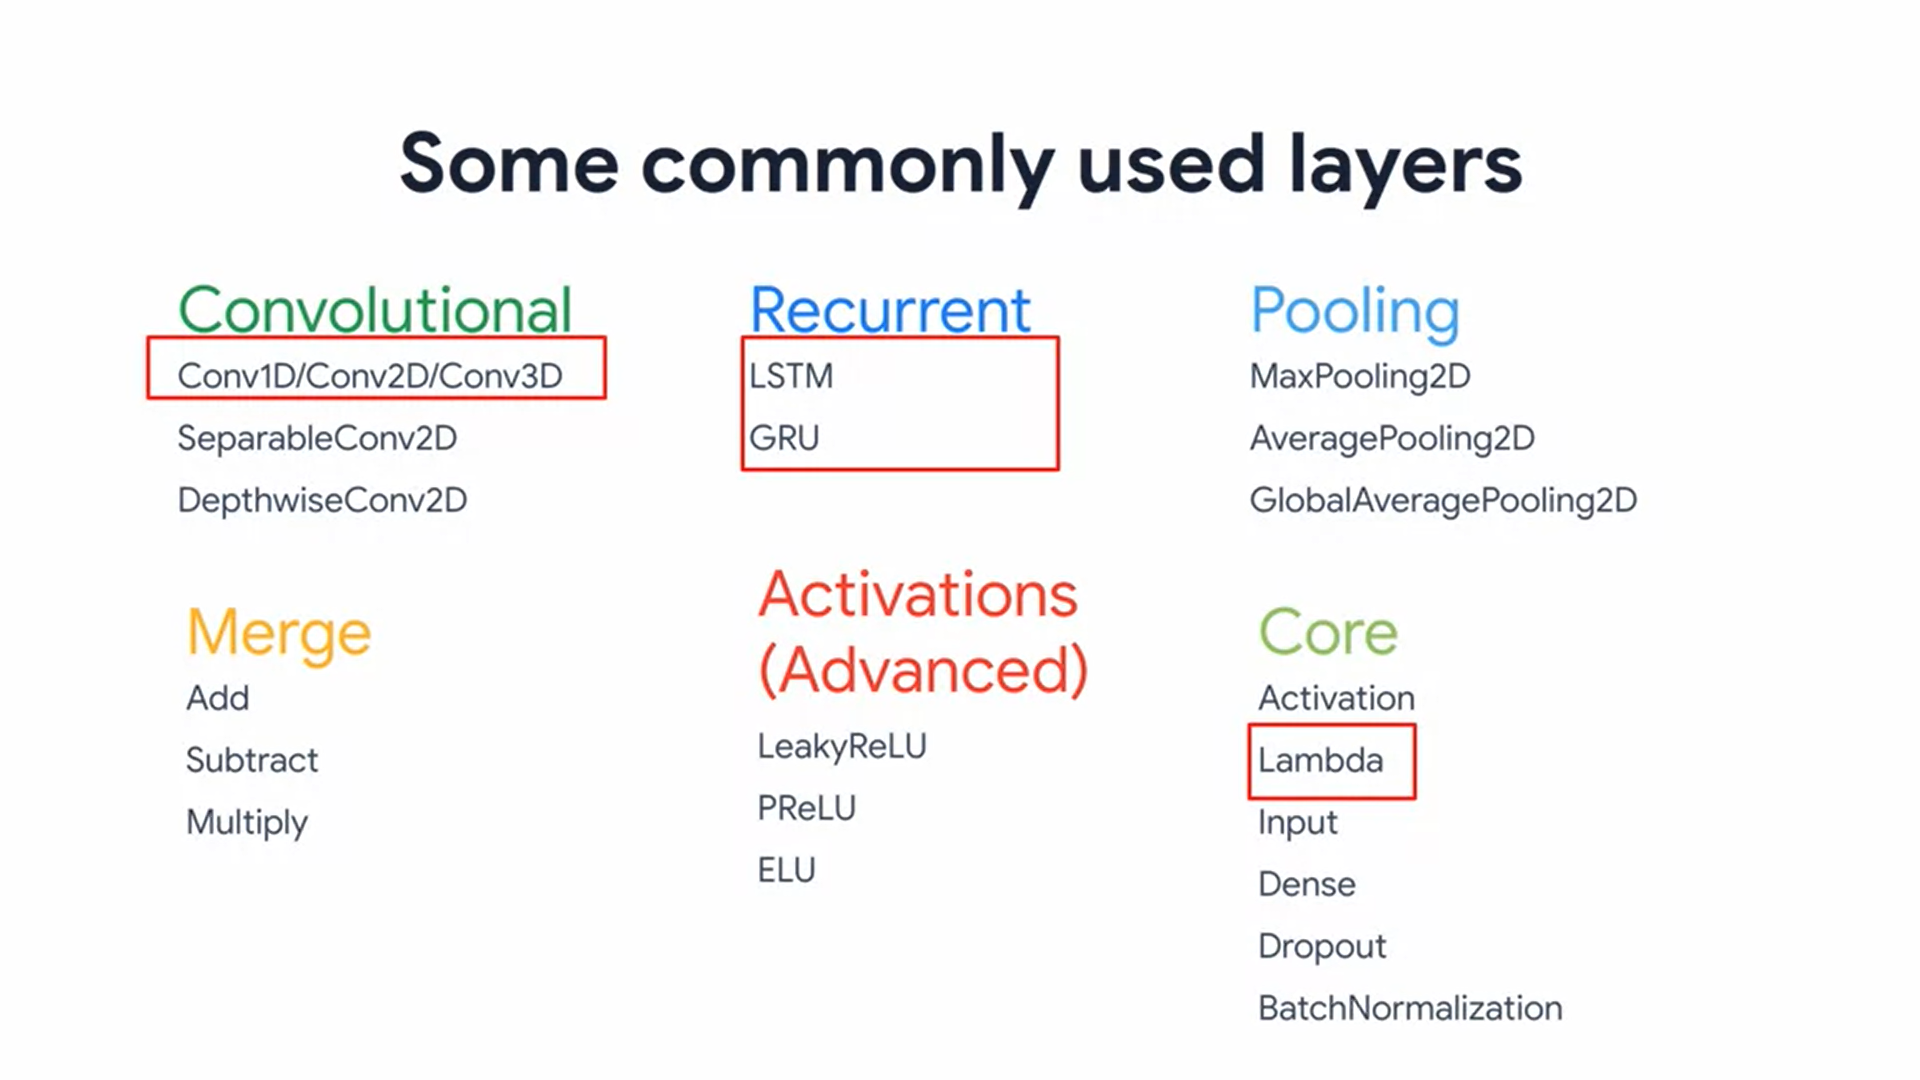 Some commonly used layers
Convolutional
Conv1D/Conv2D/Conv3D
SeparableConv2D
DepthwiseConv2D
Recurrent
LSTM
GRU
Pooling
MaxPooling2D
AveragePooling2D
GlobalAveragePooling2D
Merge
Add
Subtract
Multiply
Activations
(Advanced)
LeakyReLU
PReLU
ELU
Core
Activation
Lambda
Input
Dense
Dropout
BatchNormalization